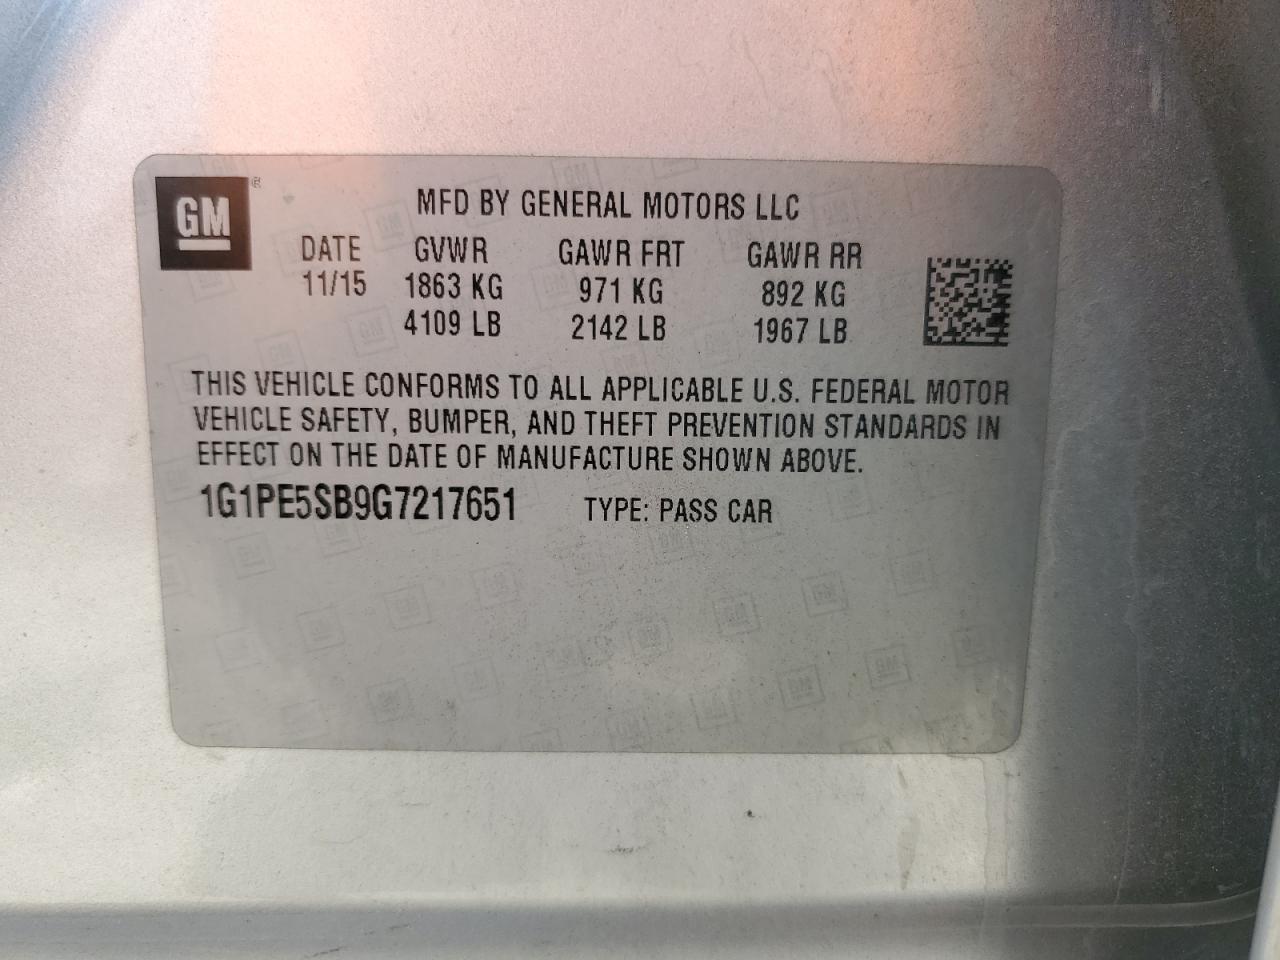 GM ®
MFD BY GENERAL MOTORS LLC
DATE GVWR GAWR FRT GAWR RR
11/15 1863 KG 971 KG 892 KG
4109 LB 2142 LB 1967 LB
THIS VEHICLE CONFORMS TO ALL APPLICABLE U.S. FEDERAL MOTOR
VEHICLE SAFETY, BUMPER, AND THEFT PREVENTION STANDARDS IN
EFFECT ON THE DATE OF MANUFACTURE SHOWN ABOVE.
1G1PE5SB9G7217651 TYPE: PASS CAR